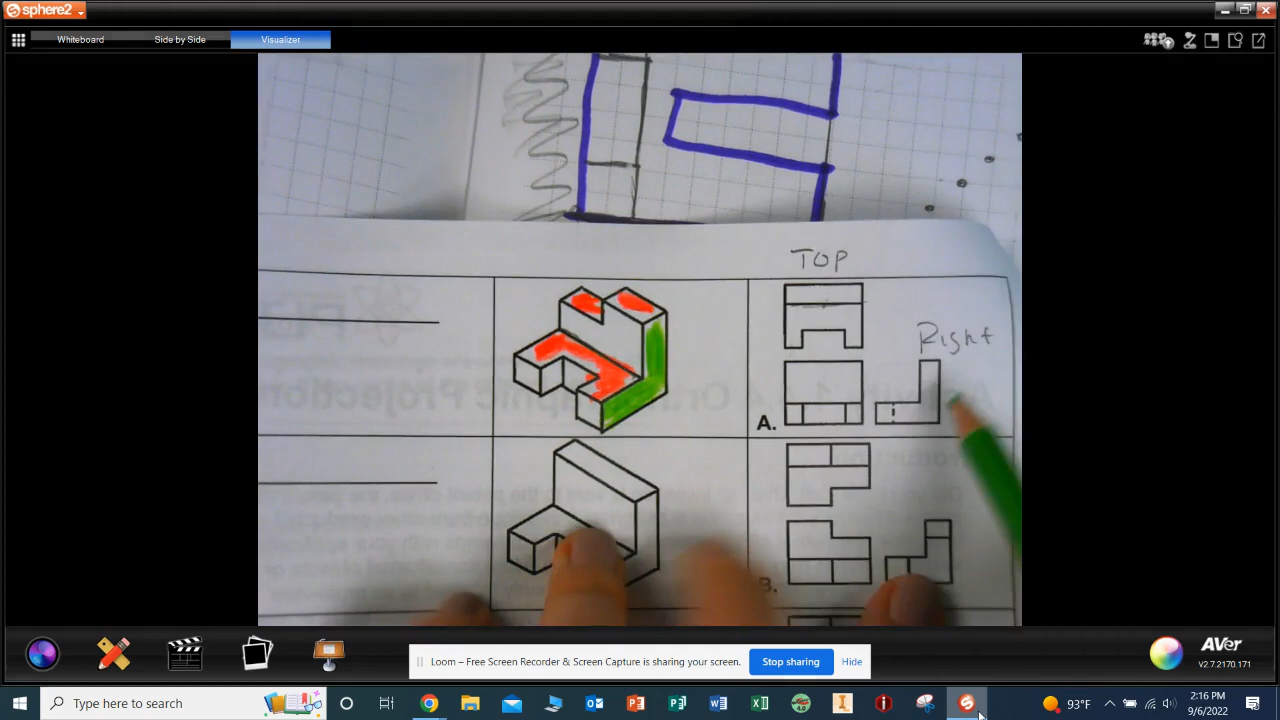 sphere2
Whiteboard
Side by Side
Visualizer
TOP
Right
A.
B.
Loom – Free Screen Recorder & Screen Capture is sharing your screen.
Stop sharing
Hide
AVer
v2.7.2170.171
Type here to search
93°F
2:16 PM
9/6/2022